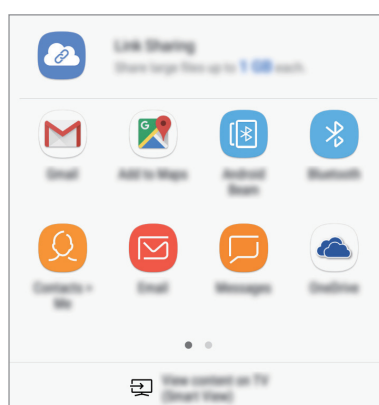 Link Sharing
Share large files up to 1 GB each.
Gmail
Add to Maps
Android
Beam
Bluetooth
Contacts +
Me
Email
Messages
OneDrive
View content on TV
(Smart View)